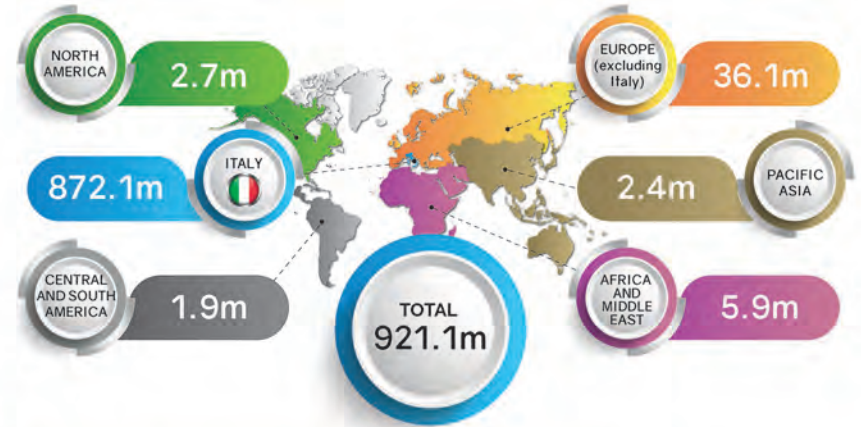 NORTH
AMERICA
2.7m
EUROPE
(excluding
Italy)
36.1m
872.1m
ITALY
2.4m
PACIFIC
ASIA
CENTRAL
AND SOUTH
AMERICA
1.9m
TOTAL
921.1m
AFRICA
AND
MIDDLE
EAST
5.9m